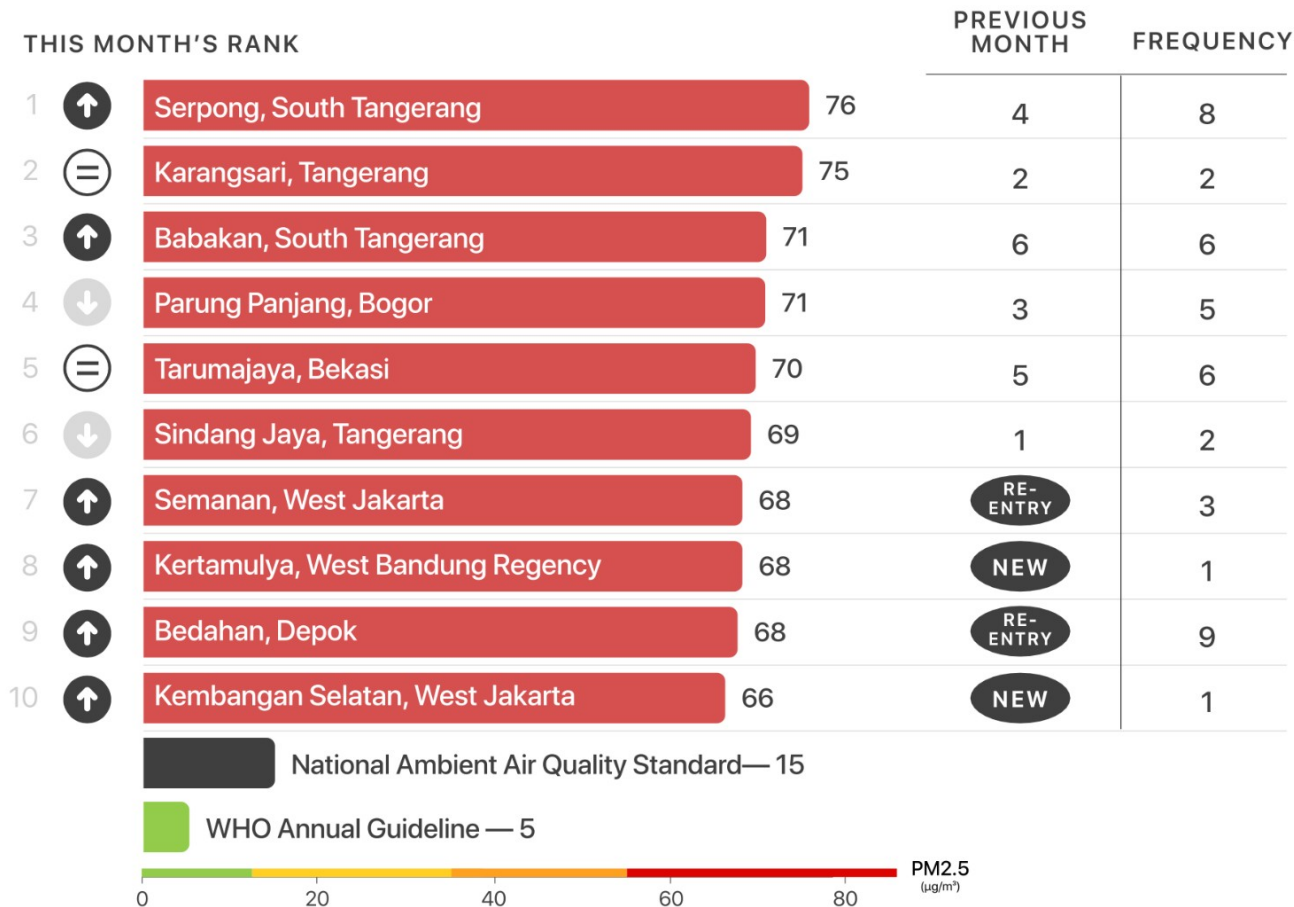 THIS MONTH'S RANK
PREVIOUS
MONTH
FREQUENCY
1 Serpong, South Tangerang 76 4 8
2 Karangsari, Tangerang 75 2 2
3 Babakan, South Tangerang 71 6 6
4 Parung Panjang, Bogor 71 3 5
5 Tarumajaya, Bekasi 70 5 6
6 Sindang Jaya, Tangerang 69 1 2
7 Semanan, West Jakarta 68 RE-
ENTRY 3
8 Kertamulya, West Bandung Regency 68 NEW 1
9 Bedahan, Depok 68 RE-
ENTRY 9
10 Kembangan Selatan, West Jakarta 66 NEW 1
National Ambient Air Quality Standard— 15
WHO Annual Guideline — 5
PM2.5
(μg/m³)
0 20 40 60 80